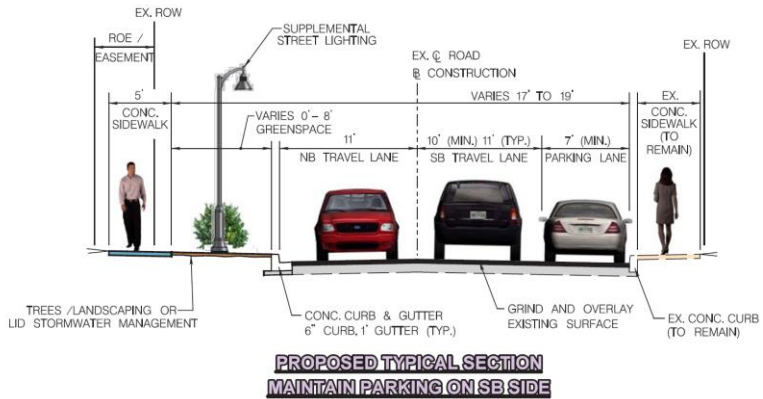 EX. ROW
ROE /
EASEMENT
SUPPLEMENTAL
STREET LIGHTING
EX. ℄ ROAD
℄ CONSTRUCTION
EX. ROW
5'
CONC.
SIDEWALK
VARIES 0' - 8'
GREENSPACE
VARIES 17' TO 19'
EX.
CONC.
SIDEWALK
(TO
REMAIN)
11'
NB TRAVEL LANE
10' (MIN.) 11' (TYP.)
SB TRAVEL LANE
7' (MIN.)
PARKING LANE
TREES /LANDSCAPING OR
LID STORMWATER MANAGEMENT
CONC. CURB & GUTTER
6" CURB, 1' GUTTER (TYP.)
GRIND AND OVERLAY
EXISTING SURFACE
EX. CONC. CURB
(TO REMAIN)
PROPOSED TYPICAL SECTION
MAINTAIN PARKING ON SB SIDE